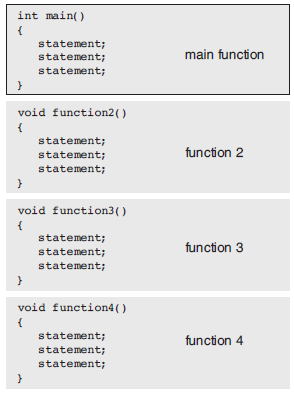 int main()
{
statement;
statement; main function
statement;
}
void function2()
{
statement;
statement; function 2
statement;
}
void function3()
{
statement;
statement; function 3
statement;
}
void function4()
{
statement;
statement; function 4
statement;
}